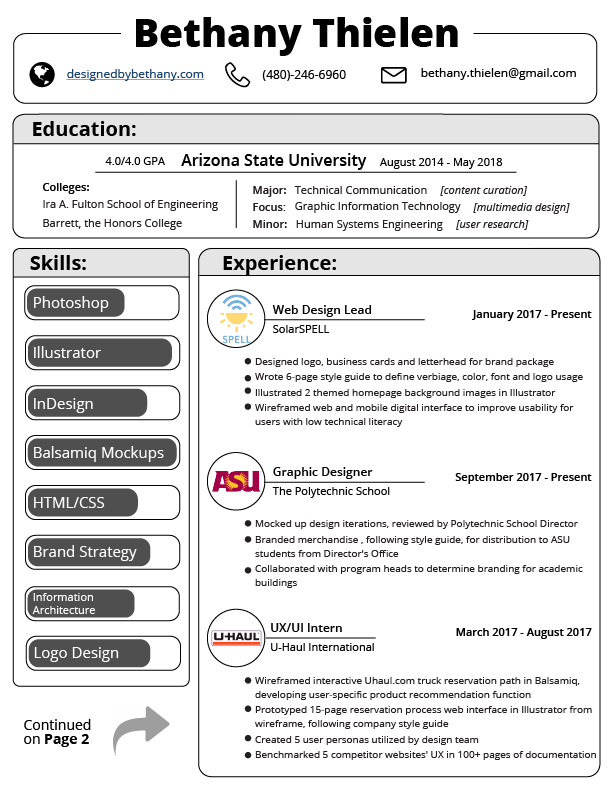 Bethany Thielen
designedbybethany.com
(480)-246-6960
bethany.thielen@gmail.com
Education:
4.0/4.0 GPA Arizona State University August 2014 - May 2018
Colleges:
Ira A. Fulton School of Engineering
Barrett, the Honors College
Major: Technical Communication [content curation]
Focus: Graphic Information Technology [multimedia design]
Minor: Human Systems Engineering [user research]
Skills:
Photoshop
Illustrator
InDesign
Balsamiq Mockups
HTML/CSS
Brand Strategy
Information
Architecture
Logo Design
Continued
on Page 2
Experience:
SPELL
Web Design Lead
SolarSPELL
January 2017 - Present
Designed logo, business cards and letterhead for brand package
Wrote 6-page style guide to define verbiage, color, font and logo usage
Illustrated 2 themed homepage background images in Illustrator
Wireframed web and mobile digital interface to improve usability for
users with low technical literacy
ASU
Graphic Designer
The Polytechnic School
September 2017 - Present
Mocked up design iterations, reviewed by Polytechnic School Director
Branded merchandise , following style guide, for distribution to ASU
students from Director's Office
Collaborated with program heads to determine branding for academic
buildings
U-HAUL
UX/UI Intern
U-Haul International
March 2017 - August 2017
Wireframed interactive Uhaul.com truck reservation path in Balsamiq,
developing user-specific product recommendation function
Prototyped 15-page reservation process web interface in Illustrator from
wireframe, following company style guide
Created 5 user personas utilized by design team
Benchmarked 5 competitor websites' UX in 100+ pages of documentation